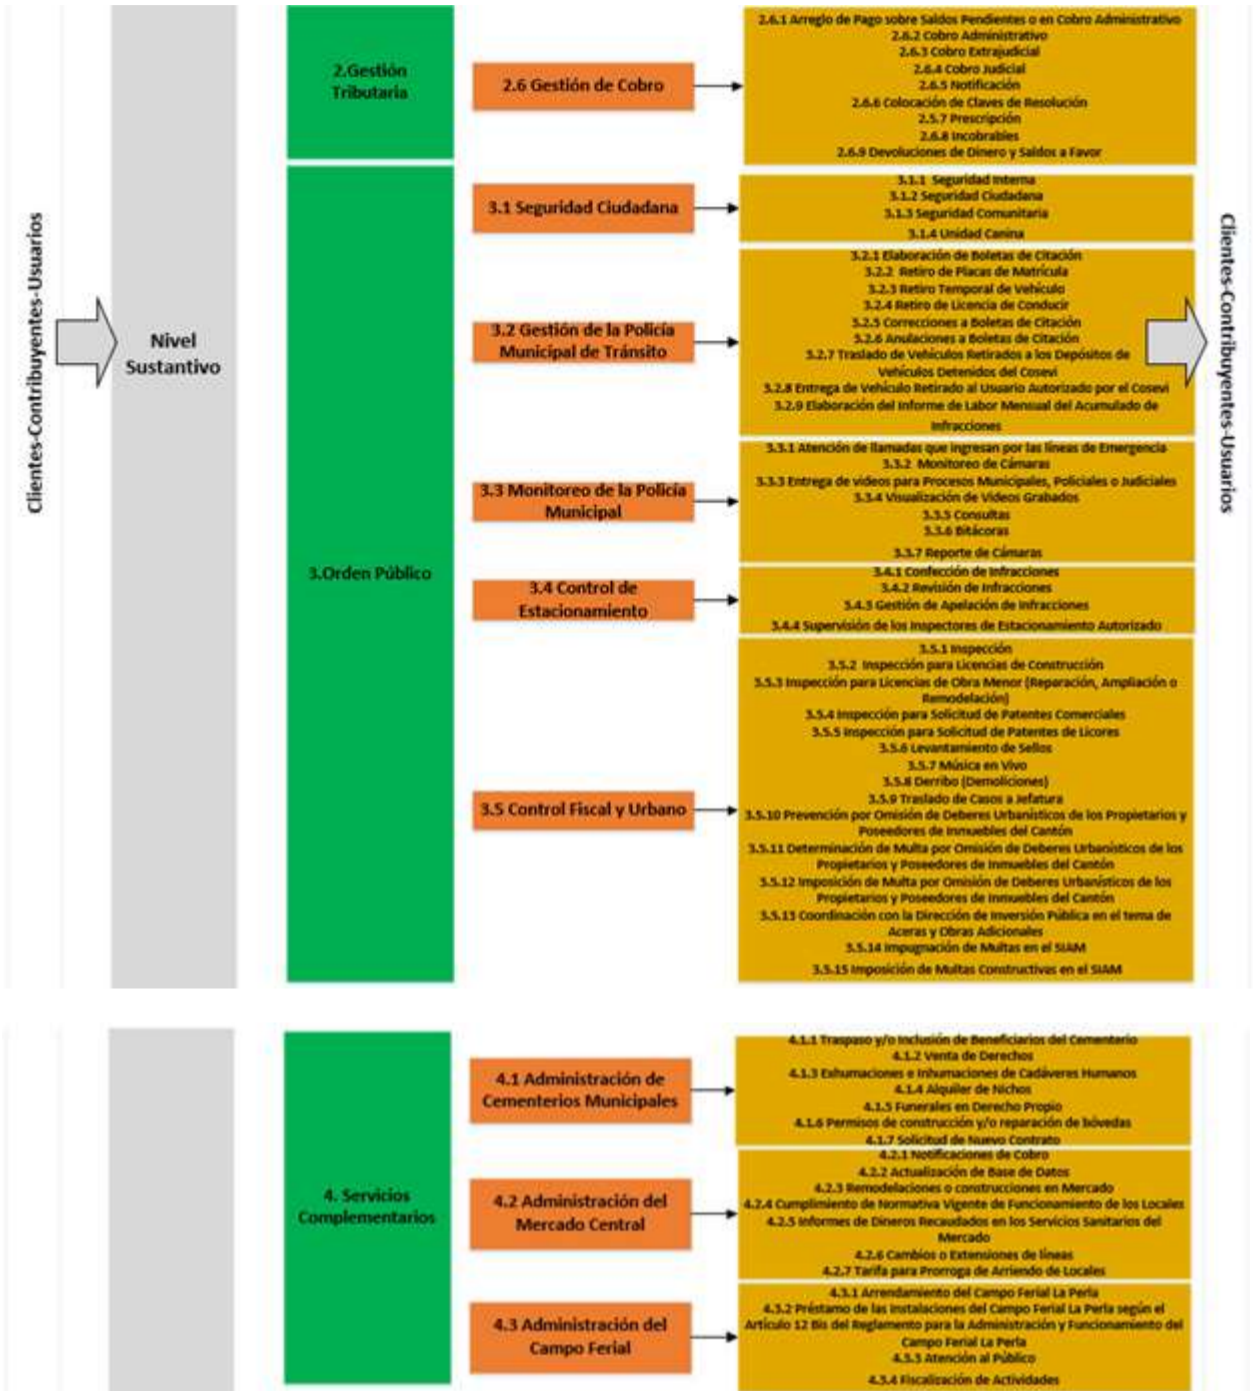 Clientes-Contribuyentes-Usuarios
Nivel
Sustantivo
2.Gestión
Tributaria
2.6 Gestión de Cobro
2.6.1 Arreglo de Pago sobre Saldos Pendientes o en Cobro Administrativo
2.6.2 Cobro Administrativo
2.6.3 Cobro Extrajudicial
2.6.4 Cobro Judicial
2.6.5 Notificación
2.6.6 Colocación de Claves de Resolución
2.5.7 Prescripción
2.6.8 Incobrables
2.6.9 Devoluciones de Dinero y Saldos a Favor
3.Orden Público
3.1 Seguridad Ciudadana
3.1.1 Seguridad Interna
3.1.2 Seguridad Ciudadana
3.1.3 Seguridad Comunitaria
3.1.4 Unidad Canina
3.2 Gestión de la Policía
Municipal de Tránsito
3.2.1 Elaboración de Boletas de Citación
3.2.2 Retiro de Placas de Matrícula
3.2.3 Retiro Temporal de Vehículo
3.2.4 Retiro de Licencia de Conducir
3.2.5 Correcciones a Boletas de Citación
3.2.6 Anulaciones a Boletas de Citación
3.2.7 Traslado de Vehículos Retirados a los Depósitos de
Vehículos Detenidos del Cosevi
3.2.8 Entrega de Vehículo Retirado al Usuario Autorizado por el Cosevi
3.2.9 Elaboración del Informe de Labor Mensual del Acumulado de
Infracciones
3.3 Monitoreo de la Policía
Municipal
3.3.1 Atención de llamadas que ingresan por las líneas de Emergencia
3.3.2 Monitoreo de Cámaras
3.3.3 Entrega de videos para Procesos Municipales, Policiales o Judiciales
3.3.4 Visualización de Videos Grabados
3.3.5 Consultas
3.3.6 Bitácoras
3.3.7 Reporte de Cámaras
3.4 Control de
Estacionamiento
3.4.1 Confección de Infracciones
3.4.2 Revisión de Infracciones
3.4.3 Gestión de Apelación de Infracciones
3.4.4 Supervisión de los Inspectores de Estacionamiento Autorizado
3.5 Control Fiscal y Urbano
3.5.1 Inspección
3.5.2 Inspección para Licencias de Construcción
3.5.3 Inspección para Licencias de Obra Menor (Reparación, Ampliación o
Remodelación)
3.5.4 Inspección para Solicitud de Patentes Comerciales
3.5.5 Inspección para Solicitud de Patentes de Licores
3.5.6 Levantamiento de Sellos
3.5.7 Música en Vivo
3.5.8 Derribo (Demoliciones)
3.5.9 Traslado de Casos a Jefatura
3.5.10 Prevención por Omisión de Deberes Urbanísticos de los Propietarios y
Poseedores de Inmuebles del Cantón
3.5.11 Determinación de Multa por Omisión de Deberes Urbanísticos de los
Propietarios y Poseedores de Inmuebles del Cantón
3.5.12 Imposición de Multa por Omisión de Deberes Urbanísticos de los
Propietarios y Poseedores de Inmuebles del Cantón
3.5.13 Coordinación con la Dirección de Inversión Pública en el tema de
Aceras y Obras Adicionales
3.5.14 Impugnación de Multas en el SIAM
3.5.15 Imposición de Multas Constructivas en el SIAM
Clientes-Contribuyentes-Usuarios
4. Servicios
Complementarios
4.1 Administración de
Cementerios Municipales
4.1.1 Traspaso y/o Inclusión de Beneficiarios del Cementerio
4.1.2 Venta de Derechos
4.1.3 Exhumaciones e Inhumaciones de Cadáveres Humanos
4.1.4 Alquiler de Nichos
4.1.5 Funerales en Derecho Propio
4.1.6 Permisos de construcción y/o reparación de bóvedas
4.1.7 Solicitud de Nuevo Contrato
4.2 Administración del
Mercado Central
4.2.1 Notificaciones de Cobro
4.2.2 Actualización de Base de Datos
4.2.3 Remodelaciones o construcciones en Mercado
4.2.4 Cumplimiento de Normativa Vigente de Funcionamiento de los Locales
4.2.5 Informes de Dineros Recaudados en los Servicios Sanitarios del
Mercado
4.2.6 Cambios o Extensiones de líneas
4.2.7 Tarifa para Prorroga de Arriendo de Locales
4.3 Administración del
Campo Ferial
4.3.1 Arrendamiento del Campo Ferial La Perla
4.3.2 Préstamo de las Instalaciones del Campo Ferial La Perla según el
Artículo 12 Bis del Reglamento para la Administración y Funcionamiento del
Campo Ferial La Perla
4.3.3 Atención al Público
4.3.4 Fiscalización de Actividades